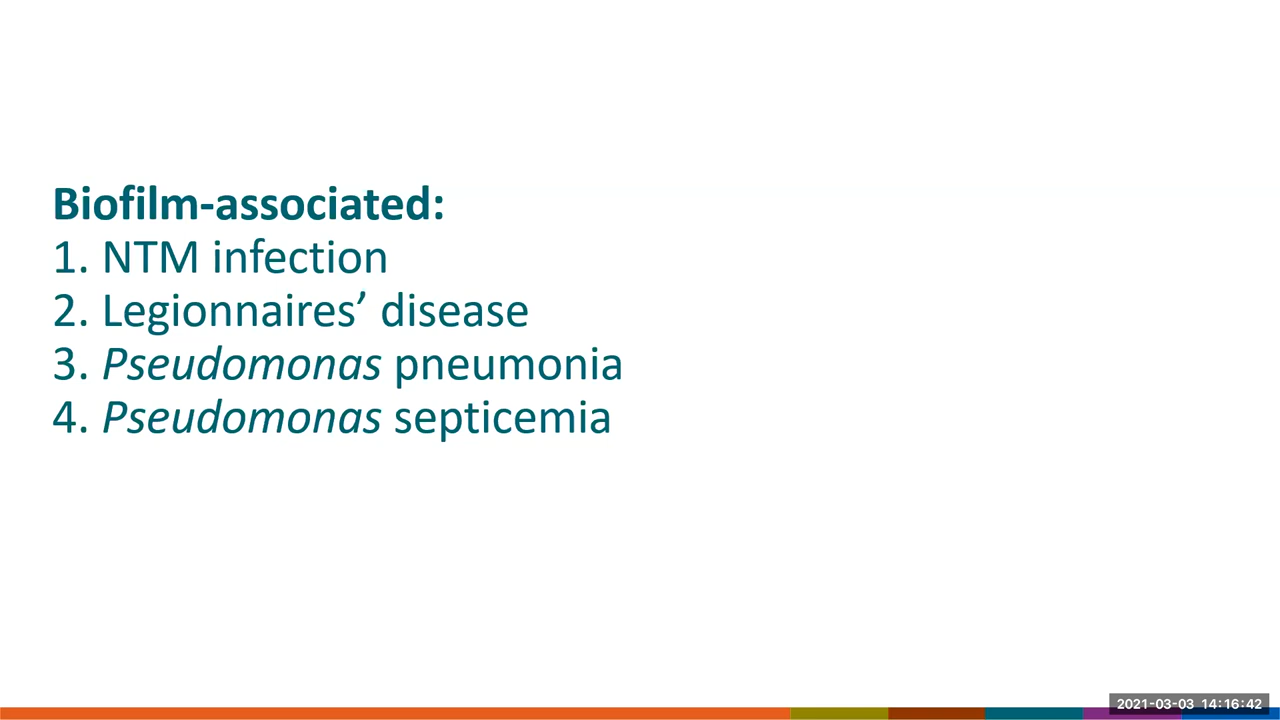 Biofilm-associated:
1. NTM infection
2. Legionnaires’ disease
3. Pseudomonas pneumonia
4. Pseudomonas septicemia
2021-03-03 14:16:42